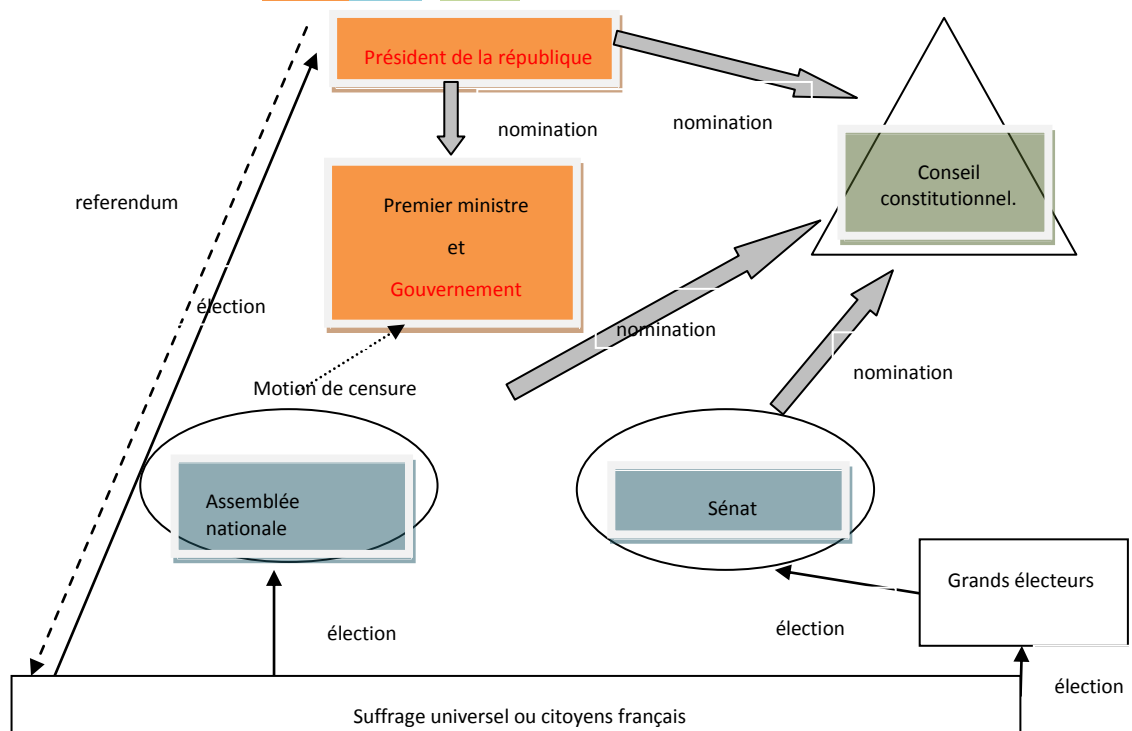 Président de la république
nomination
nomination
Conseil
constitutionnel.
referendum
Premier ministre
et
Gouvernement
élection
nomination
nomination
Motion de censure
Assemblée
nationale
Sénat
Grands électeurs
élection
élection
élection
Suffrage universel ou citoyens français